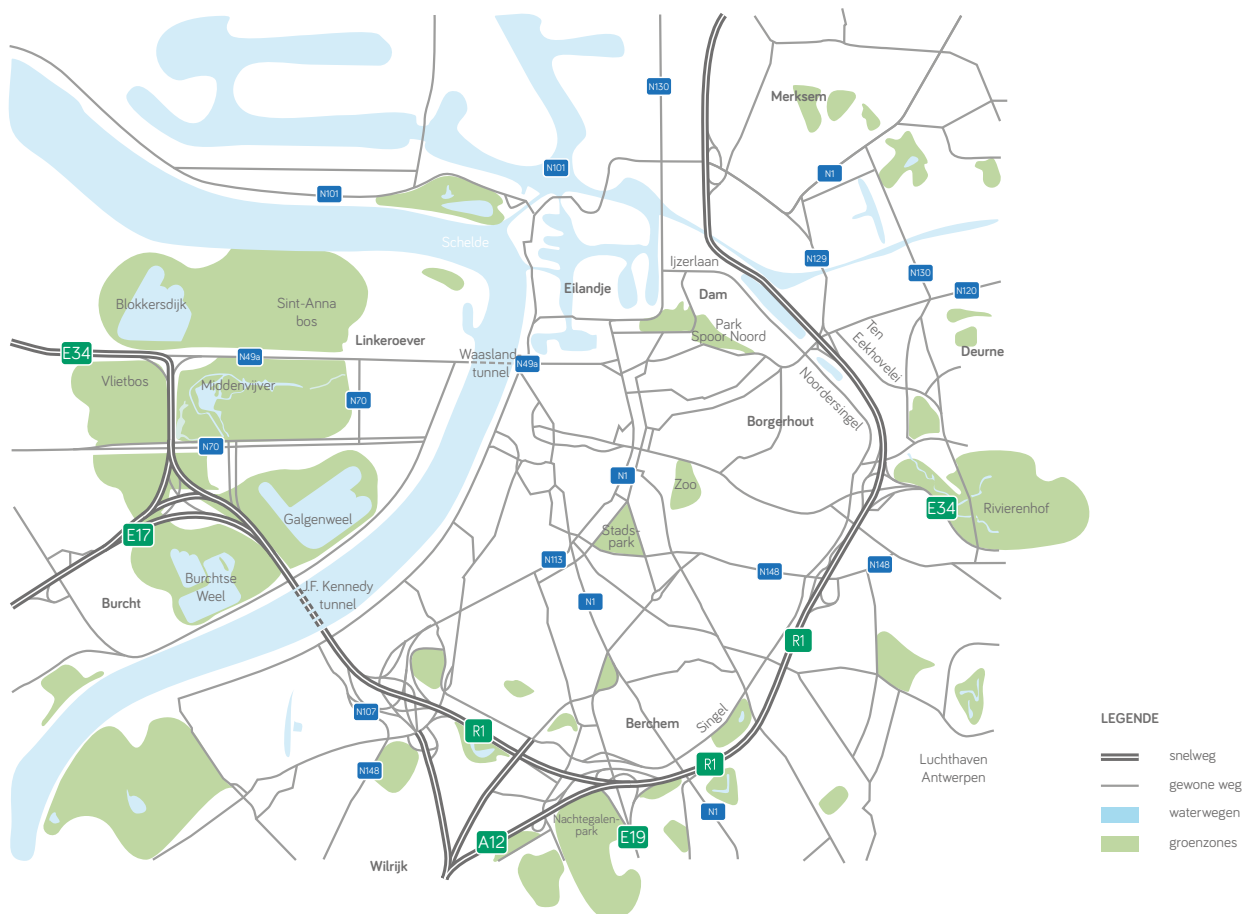 N130
Merksem
N101
N1
N101
Schelde
Ijzerlaan
N129
N130
Eilandje
Dam
N120
Blokkersdijk
Sint-Anna
bos
Park
Spoor Noord
Ten
Eekhovelei
Linkeroever
E34
N49a
Waasland
tunnel
N49a
Deurne
Vlietbos
Middenvijver
N70
Noordersingel
Borgerhout
N70
N1
Zoo
E34
Rivierenhof
Galgenweel
E17
Stads-
park
N113
N148
N148
Burchtse
Weel
J.F. Kennedy
tunnel
Burcht
N1
R1
N107
R1
Berchem
Singel
LEGENDE
snelweg
gewone weg
waterwegen
groenzones
N148
R1
Luchthaven
Antwerpen
N1
Nachtegalen-
park
A12
E19
Wilrijk